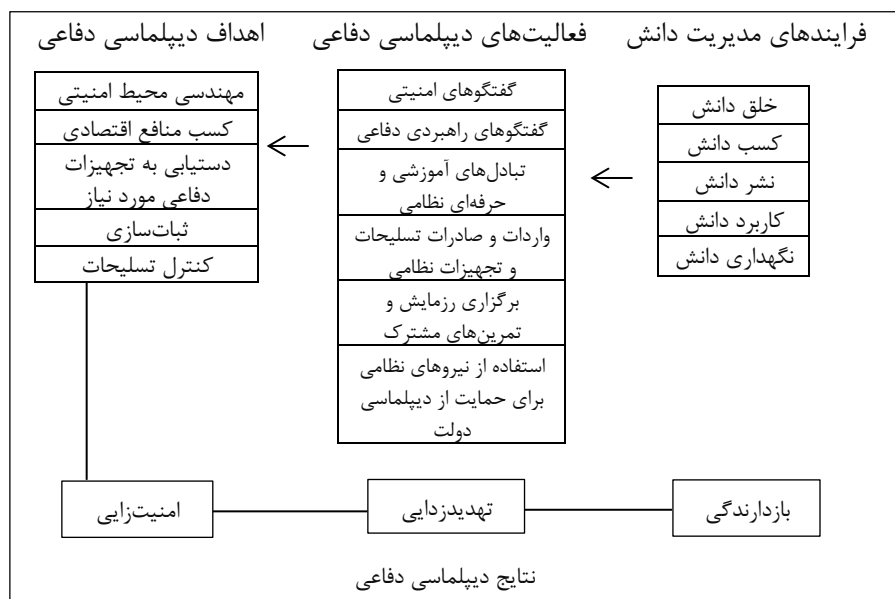 فرایندهای مدیریت دانش
خلق دانش
کسب دانش
نشر دانش
کاربرد دانش
نگهداری دانش
فعالیت‌های دیپلماسی دفاعی
گفتگوهای امنیتی
گفتگوهای راهبردی دفاعی
تبادل‌های آموزشی و
حرفه‌ای نظامی
واردات و صادرات تسلیحات
و تجهیزات نظامی
برگزاری رزمایش و
تمرین‌های مشترک
استفاده از نیروهای نظامی
برای حمایت از دیپلماسی
دولت
اهداف دیپلماسی دفاعی
مهندسی محیط امنیتی
کسب منافع اقتصادی
دستیابی به تجهیزات
دفاعی مورد نیاز
ثبات‌سازی
کنترل تسلیحات
بازدارندگی
تهدیدزدایی
امنیت‌زایی
نتایج دیپلماسی دفاعی